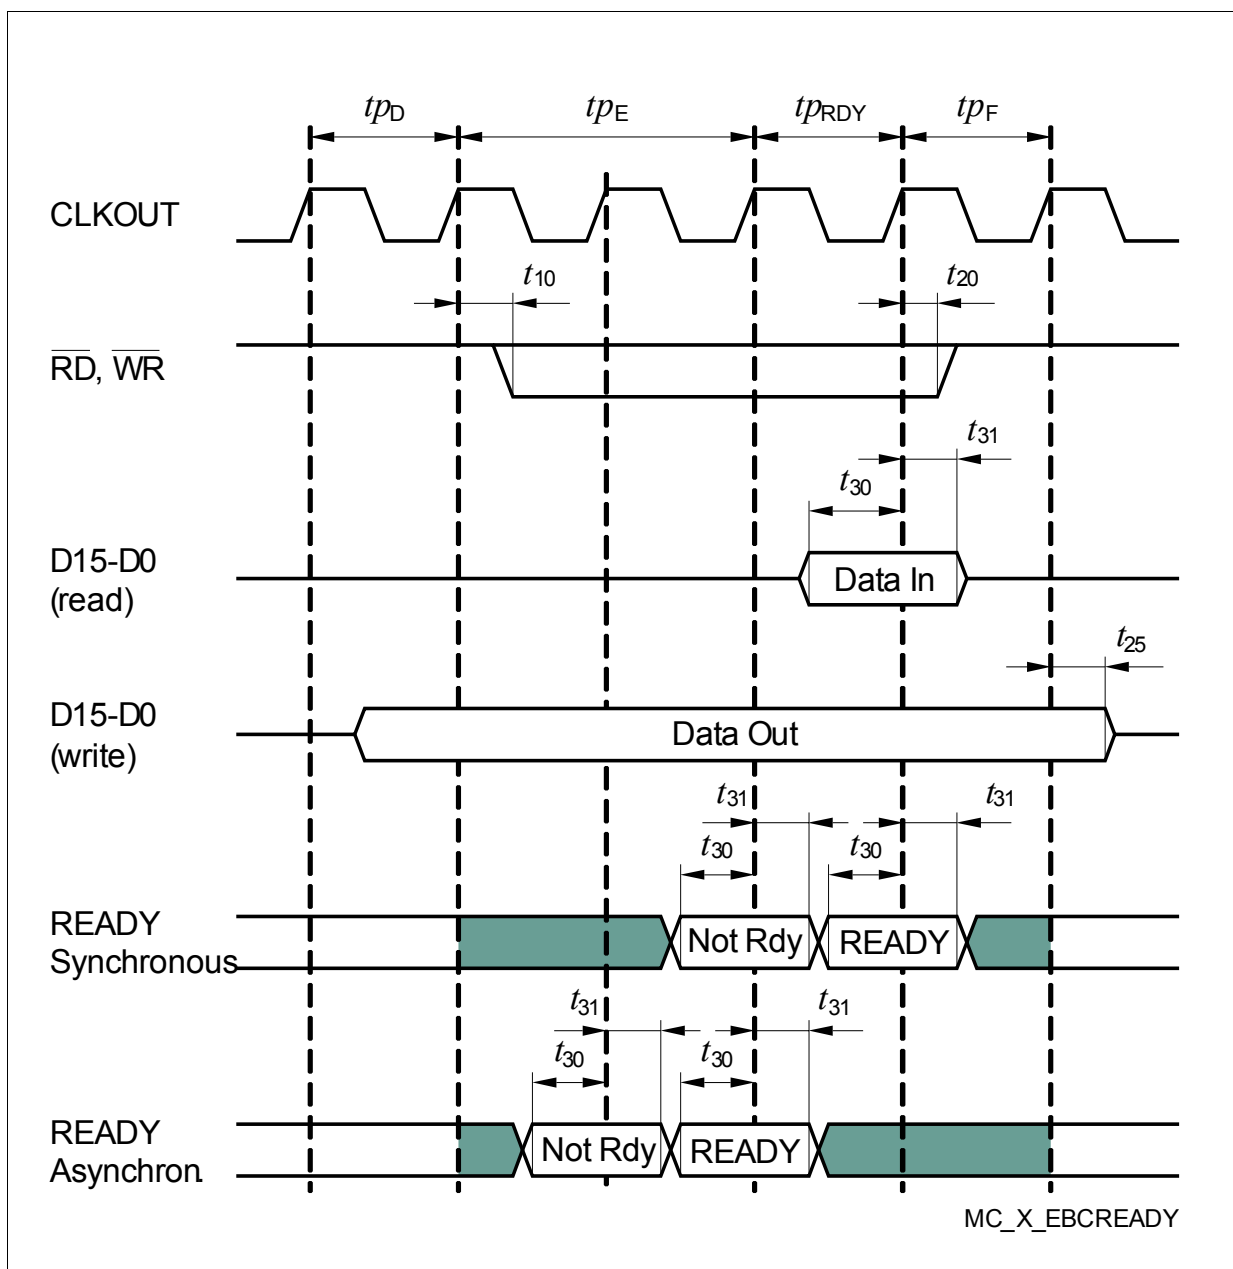 tpD tpE tpRDY tpF
CLKOUT
t10 t20
RD, WR
t31
t30
D15-D0
(read)
Data In
t25
D15-D0
(write)
Data Out
t31 t31
t30 t30
READY
Synchronous
Not Rdy READY
t31 t31
t30 t30
READY
Asynchron.
Not Rdy READY
MC_X_EBCREADY